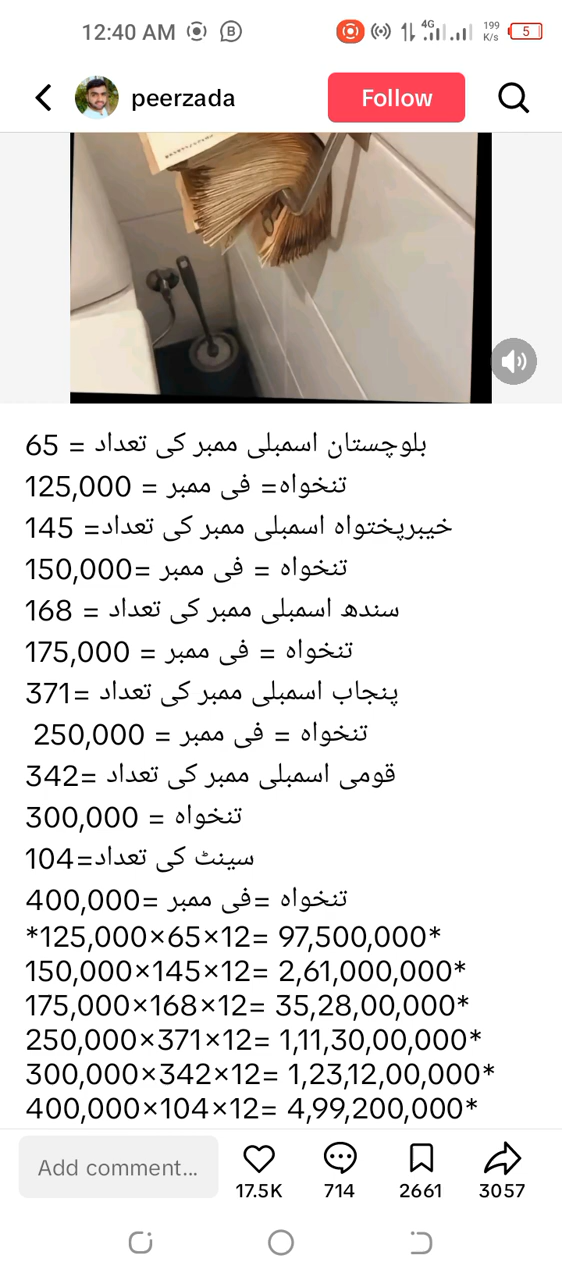 12:40 AM
4G
199
K/s
5
peerzada
Follow
بلوچستان اسمبلی ممبر کی تعداد = 65
تنخواہ= فی ممبر = 125,000
خیبرپختواہ اسمبلی ممبر کی تعداد= 145
تنخواہ = فی ممبر =150,000
سندھ اسمبلی ممبر کی تعداد = 168
تنخواہ = فی ممبر = 175,000
پنجاب اسمبلی ممبر کی تعداد =371
تنخواہ = فی ممبر = 250,000
قومی اسمبلی ممبر کی تعداد =342
تنخواہ = 300,000
سینٹ کی تعداد=104
تنخواہ =فی ممبر =400,000
*125,000×65×12= 97,500,000*
150,000×145×12= 2,61,000,000*
175,000×168×12= 35,28,00,000*
250,000×371×12= 1,11,30,00,000*
300,000×342×12= 1,23,12,00,000*
400,000×104×12= 4,99,200,000*
Add comment...
17.5K
714
2661
3057